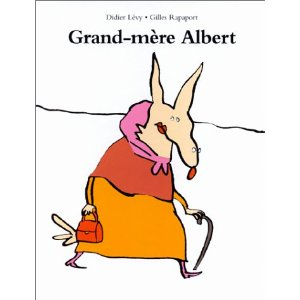 Didier Lévy • Gilles Rapaport
Grand-mère Albert